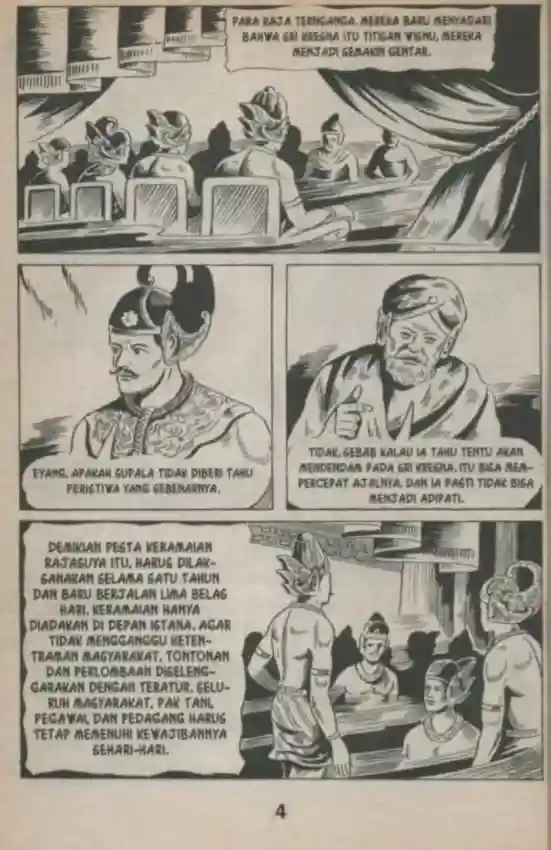 PARA RAJA TERNGANGA. MEREKA BARU MENYADARI
BAHWA SRI KRESNA ITU TITISAN WISNU, MEREKA
MENJADI SEMAKIN GENTAR.
EYANG, APAKAH SUPALA TIDAK DIBERI TAHU
PERISTIWA YANG SEBENARNYA.
TIDAK, SEBAB KALAU IA TAHU TENTU AKAN
MENDENDAM PADA SRI KRESNA. ITU BISA MEM-
PERCEPAT AJALNYA. DAN IA PASTI TIDAK BISA
MENJADI ADIPATI.
DEMIKIAN PESTA KERAMAIAN
RAJASUYA ITU, HARUS DILAK-
SANAKAN SELAMA SATU TAHUN
DAN BARU BERJALAN LIMA BELAS
HARI. KERAMAIAN HANYA
DIADAKAN DI DEPAN ISTANA. AGAR
TIDAK MENGGANGGU KETEN-
TRAMAN MASYARAKAT. TONTONAN
DAN PERLOMBAAN DISELENG-
GARAKAN DENGAN TERATUR. SELU-
RUH MASYARAKAT, PAK TANI,
PEGAWAI, DAN PEDAGANG HARUS
TETAP MEMENUHI KEWAJIBANNYA
SEHARI-HARI.
4